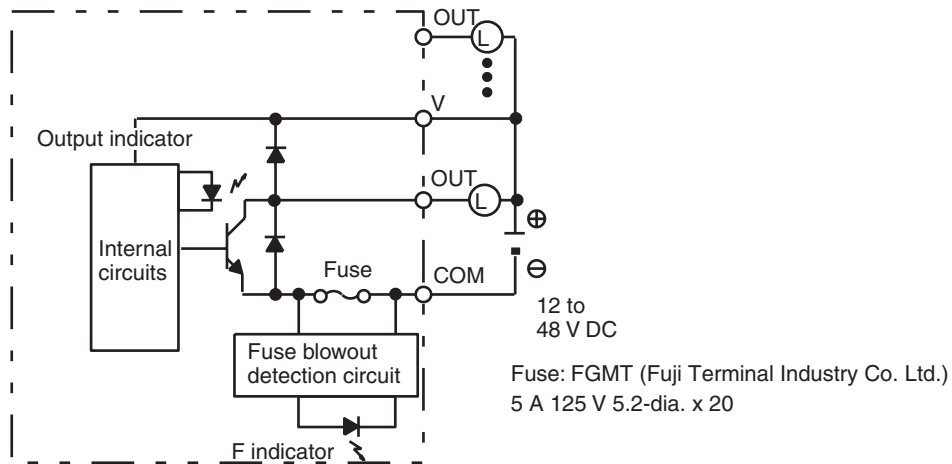 OUT
L
V
Output indicator
OUT
L
⊕
Internal
circuits
Fuse
COM
⊖
12 to
48 V DC
Fuse blowout
detection circuit
Fuse: FGMT (Fuji Terminal Industry Co. Ltd.)
5 A 125 V 5.2-dia. x 20
F indicator